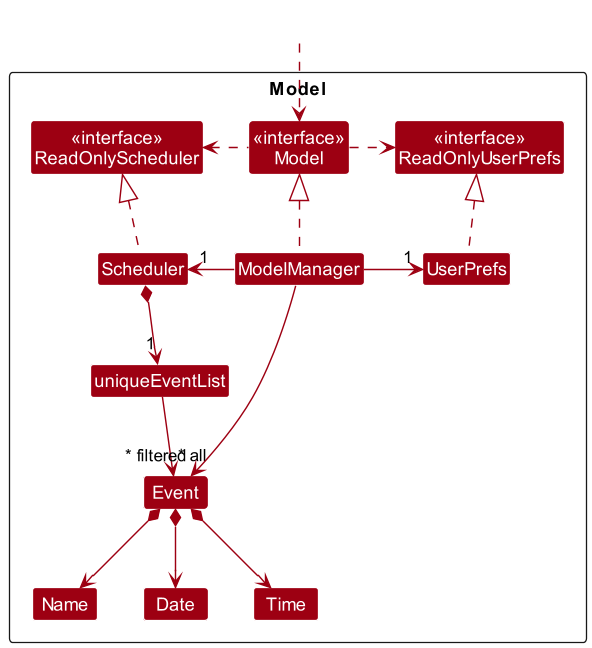 Model
«interface»
ReadOnlyScheduler
«interface»
Model
«interface»
ReadOnlyUserPrefs
Scheduler
1
ModelManager
1
UserPrefs
1
uniqueEventList
* filtered
* all
Event
Name
Date
Time